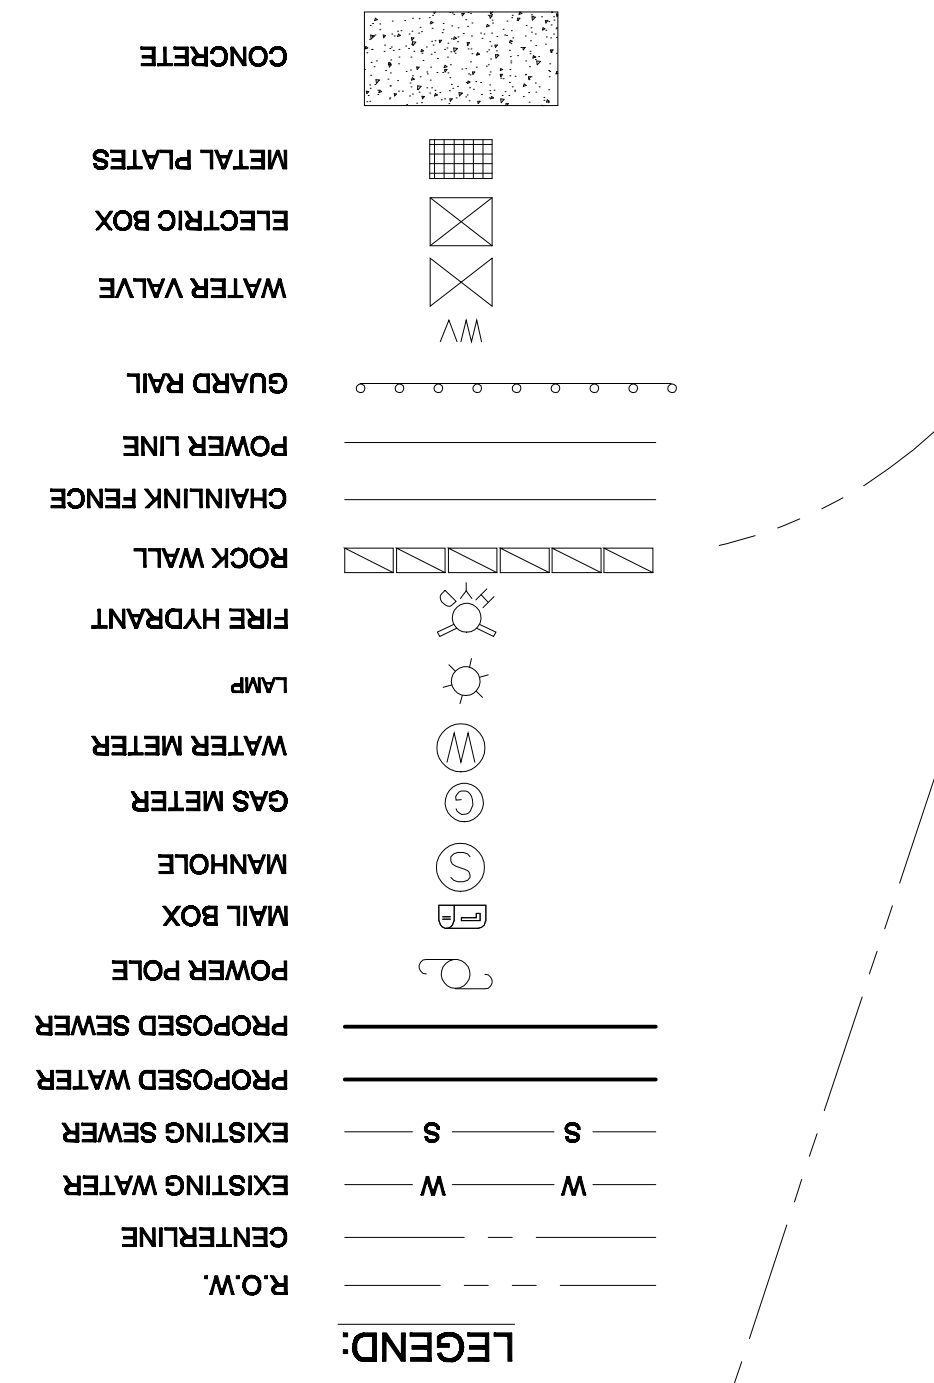 LEGEND:
R.O.W.
CENTERLINE
W W EXISTING WATER
S S EXISTING SEWER
PROPOSED WATER
PROPOSED SEWER
POWER POLE
MAIL BOX
S MANHOLE
G GAS METER
W WATER METER
LAMP
FIRE HYDRANT
HYD
ROCK WALL
CHAINLINK FENCE
POWER LINE
GUARD RAIL
WV
WATER VALVE
ELECTRIC BOX
METAL PLATES
CONCRETE